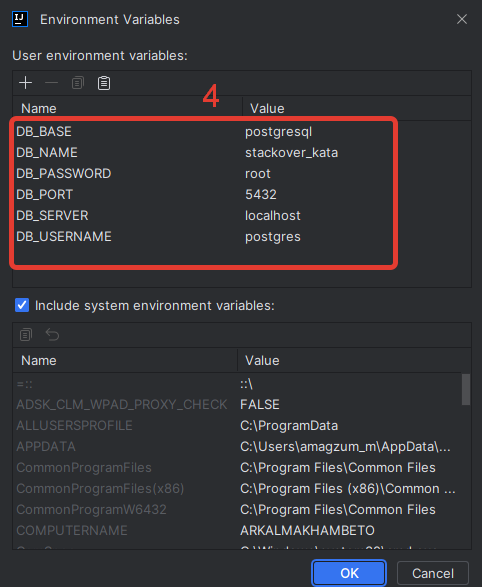 IJ Environment Variables
User environment variables:
4
Name Value
DB_BASE postgresql
DB_NAME stackover_kata
DB_PASSWORD root
DB_PORT 5432
DB_SERVER localhost
DB_USERNAME postgres
Include system environment variables:
Name Value
=:: ::\
ADSK_CLM_WPAD_PROXY_CHECK FALSE
ALLUSERSPROFILE C:\ProgramData
APPDATA C:\Users\amagzum_m\AppData\...
CommonProgramFiles C:\Program Files\Common Files
CommonProgramFiles(x86) C:\Program Files (x86)\Common ...
CommonProgramW6432 C:\Program Files\Common Files
COMPUTERNAME ARKALMAKHAMBETO
OK Cancel